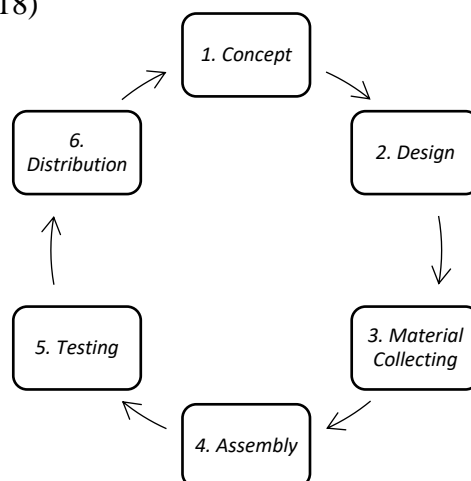 18)
1. Concept
2. Design
3. Material
Collecting
4. Assembly
5. Testing
6.
Distribution